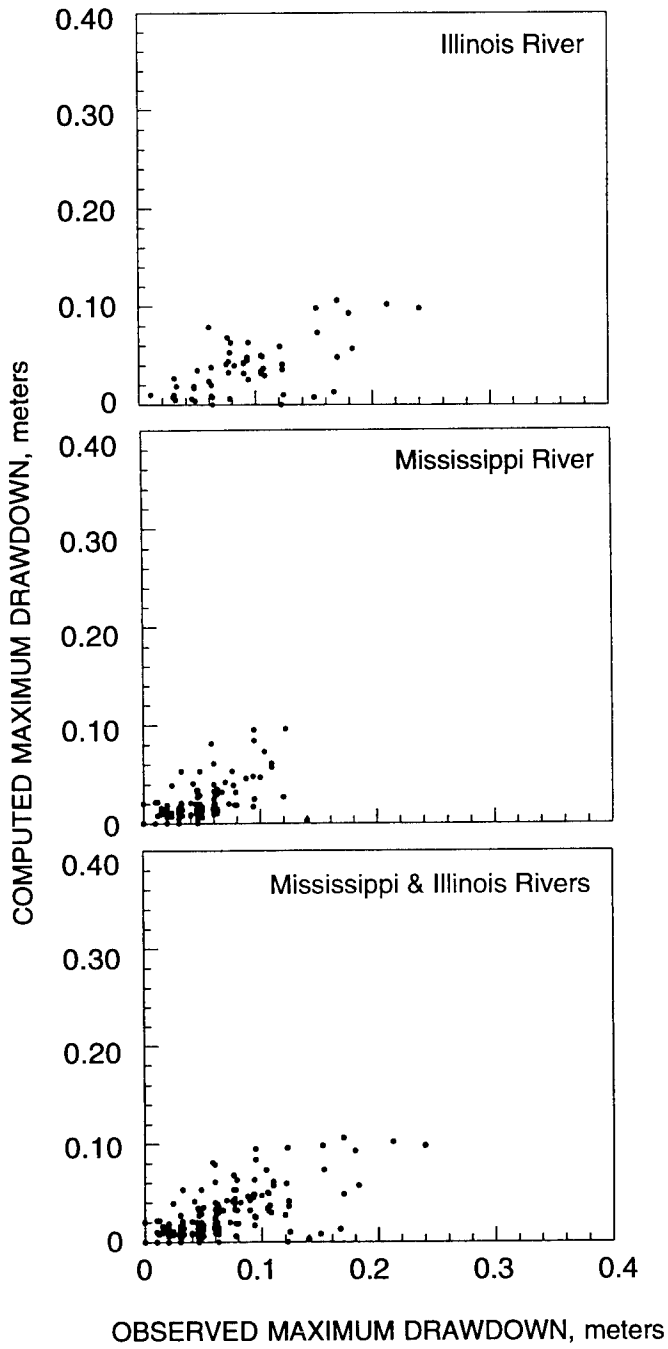 COMPUTED MAXIMUM DRAWDOWN, meters
0.40
Illinois River
0.30
0.20
0.10
0
0.40
Mississippi River
0.30
0.20
0.10
0
0.40
Mississippi & Illinois Rivers
0.30
0.20
0.10
0
0 0.1 0.2 0.3 0.4
OBSERVED MAXIMUM DRAWDOWN, meters